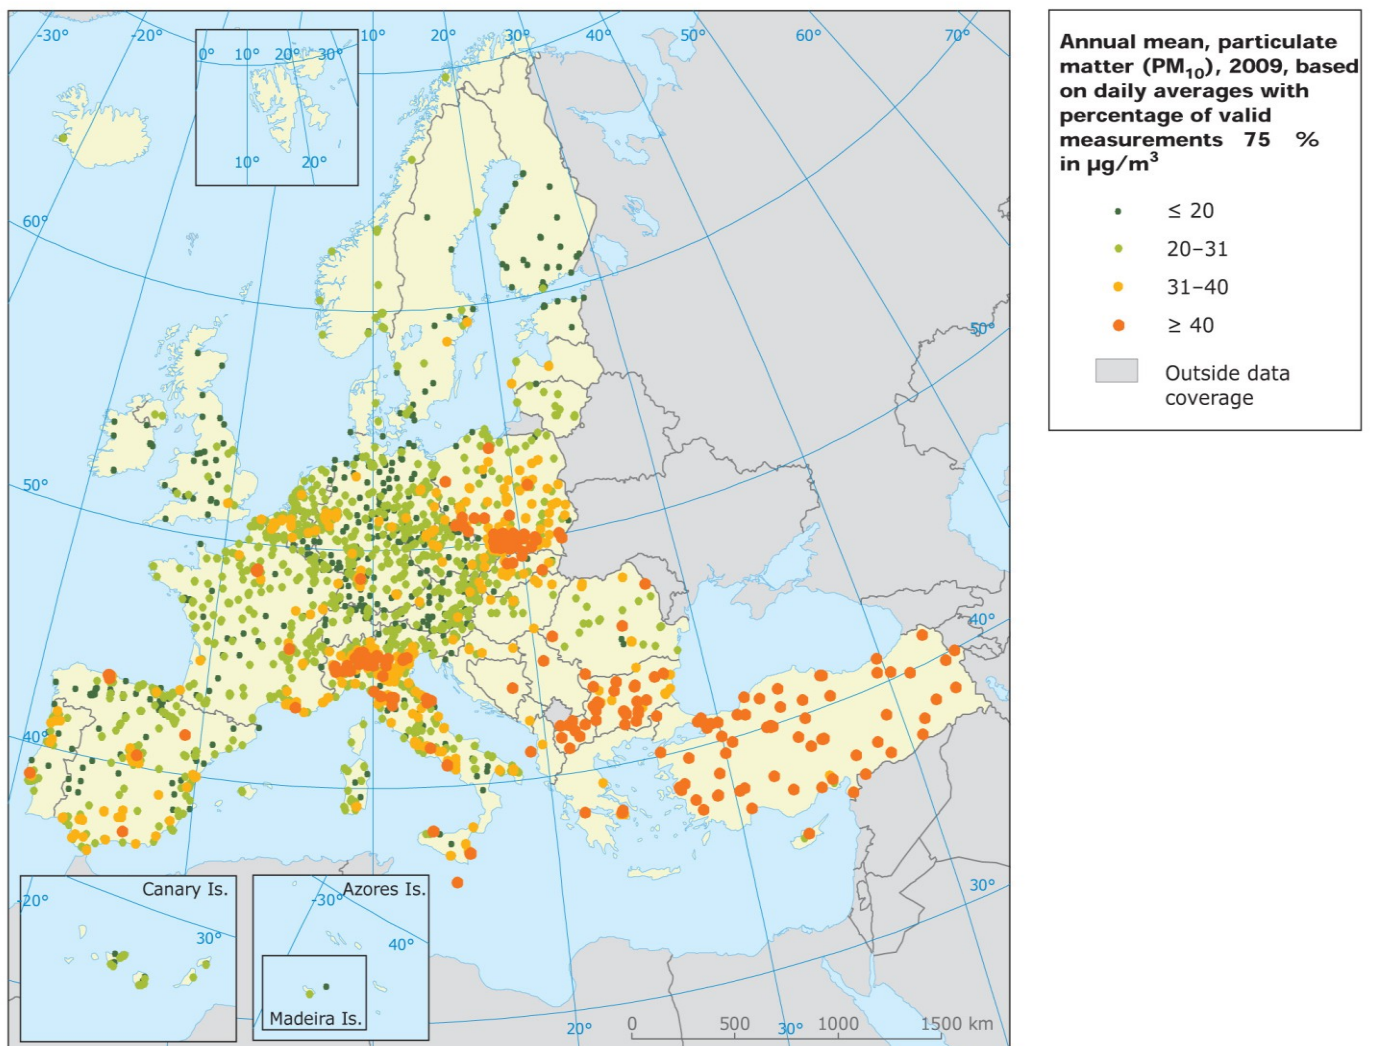 -30°
-20°
10°
20°
30°
40°
50°
60°
70°
0°
10°
20°
30°
10°
20°
60°
50°
50°
40°
40°
30°
Canary Is.
-20°
30°
Azores Is.
-30°
40°
Madeira Is.
20°
30°
0
500
1000
1500 km
Annual mean, particulate
matter (PM10), 2009, based
on daily averages with
percentage of valid
measurements 75 %
in µg/m³
≤ 20
20–31
31–40
≥ 40
Outside data
coverage